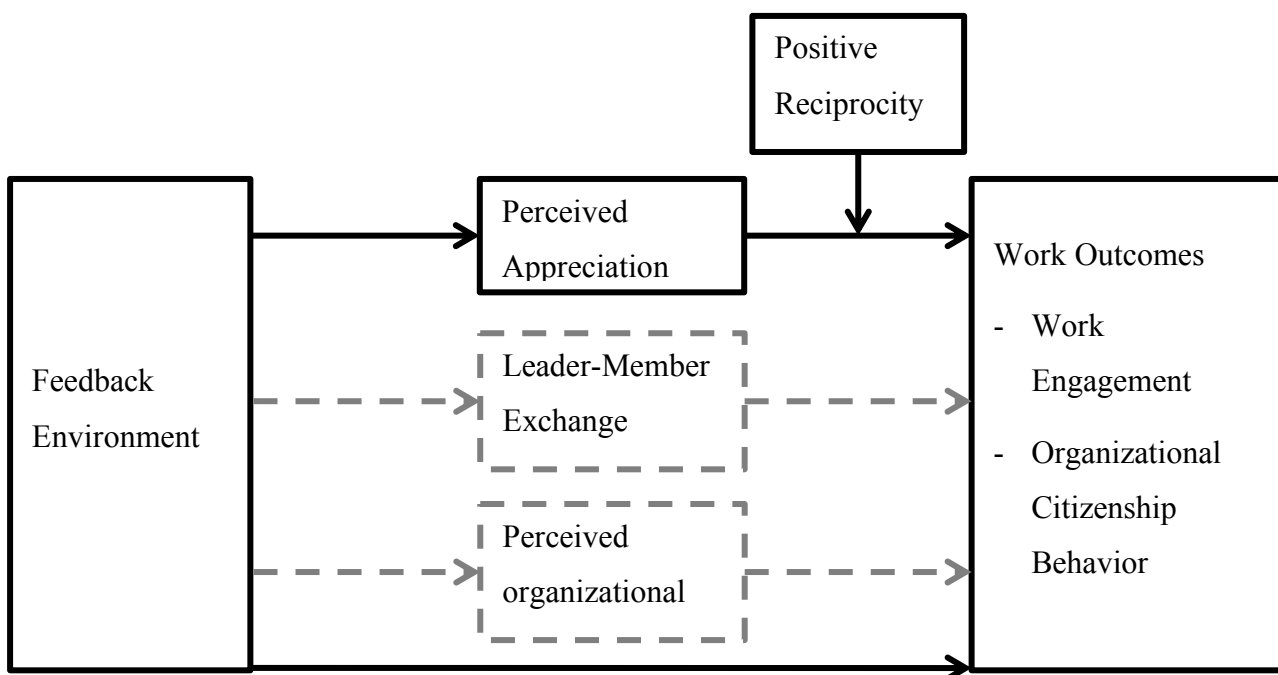 Positive
Reciprocity
Perceived
Appreciation
Feedback
Environment
Leader-Member
Exchange
Perceived
organizational
Work Outcomes
- Work
Engagement
- Organizational
Citizenship
Behavior